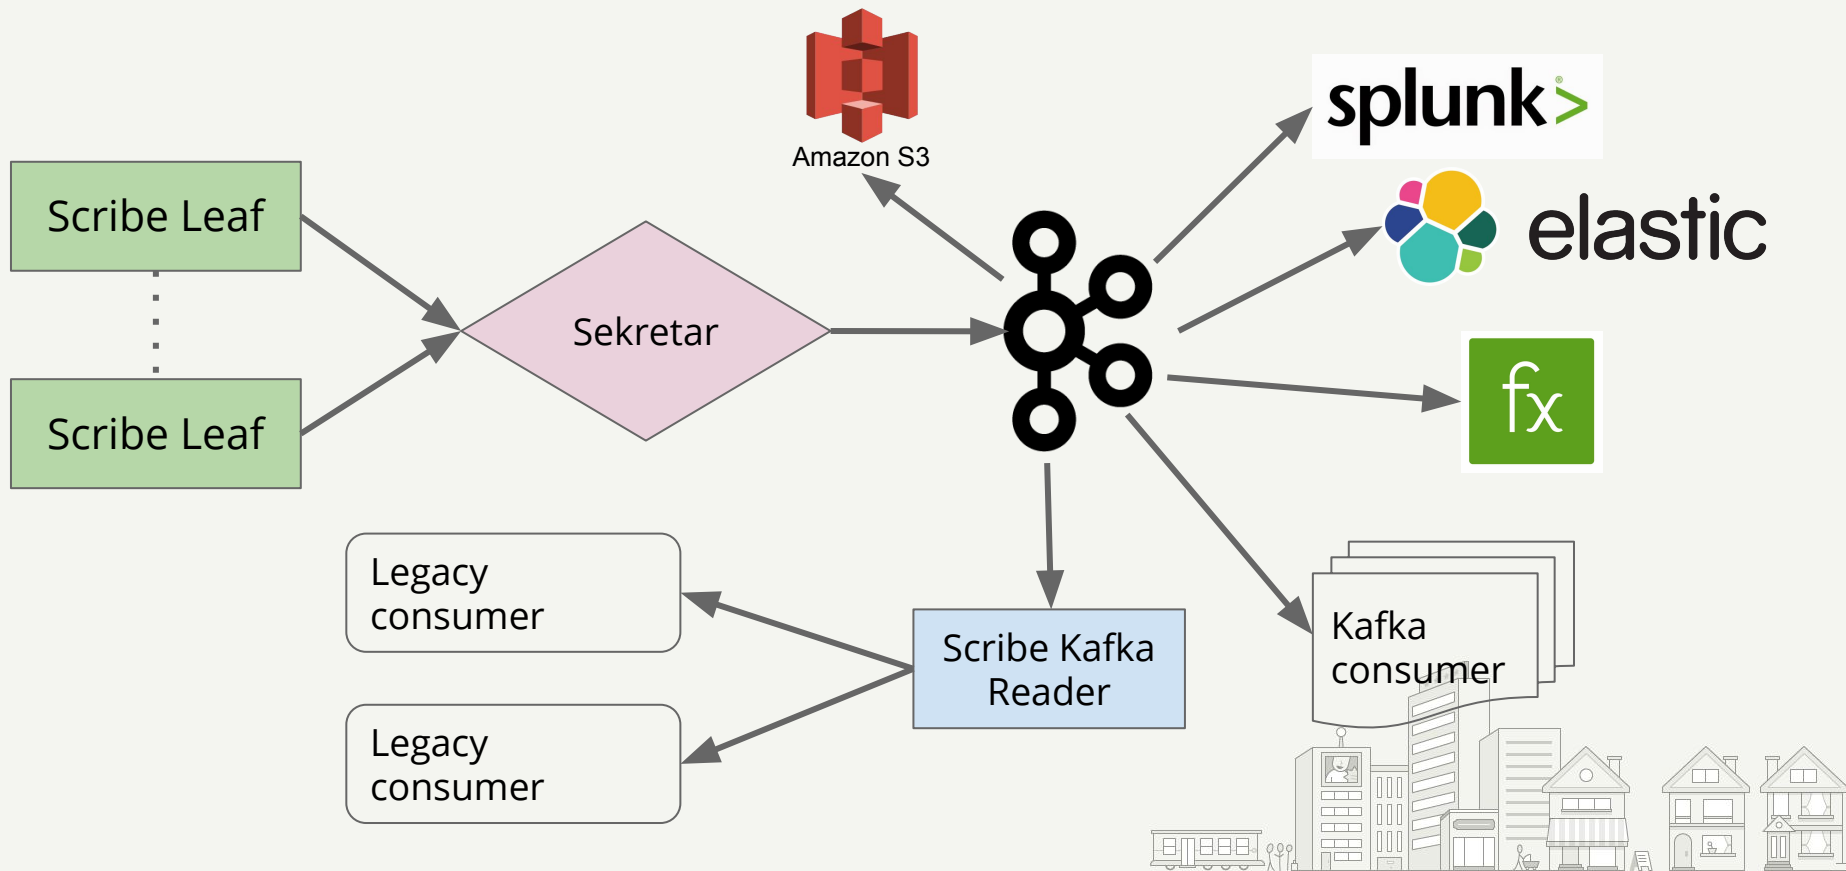 Amazon S3
splunk>
elastic
fx
Scribe Leaf
Sekretar
Scribe Leaf
Legacy
consumer
Legacy
consumer
Scribe Kafka
Reader
Kafka
consumer